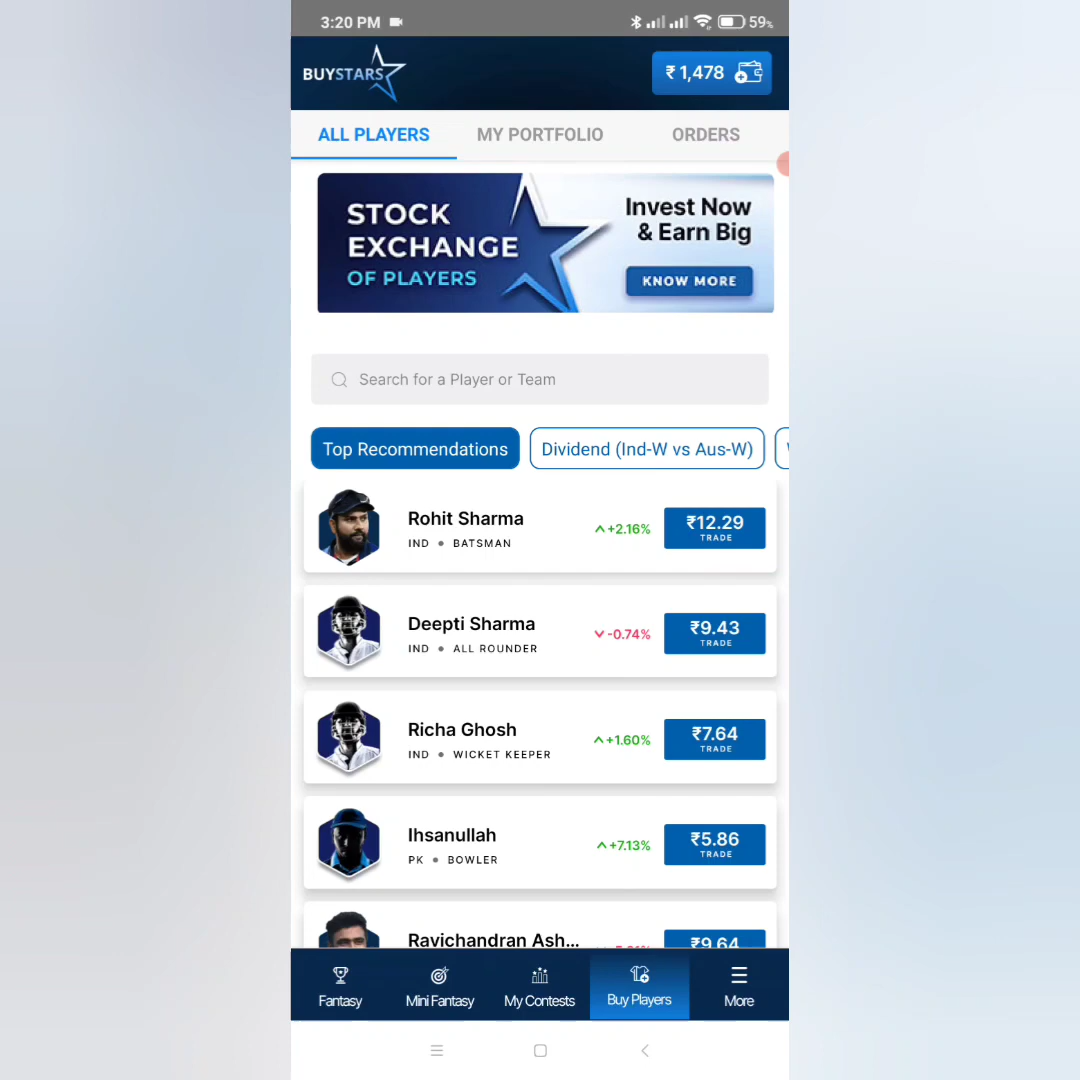 3:20 PM
59%
BUYSTARS
₹ 1,478
ALL PLAYERS
MY PORTFOLIO
ORDERS
STOCK
EXCHANGE
OF PLAYERS
Invest Now
& Earn Big
KNOW MORE
Search for a Player or Team
Top Recommendations
Dividend (Ind-W vs Aus-W)
Rohit Sharma
IND • BATSMAN
+2.16%
₹12.29
TRADE
Deepti Sharma
IND • ALL ROUNDER
-0.74%
₹9.43
TRADE
Richa Ghosh
IND • WICKET KEEPER
+1.60%
₹7.64
TRADE
Ihsanullah
PK • BOWLER
+7.13%
₹5.86
TRADE
Ravichandran Ash...
₹9.64
Fantasy
Mini Fantasy
My Contests
Buy Players
More